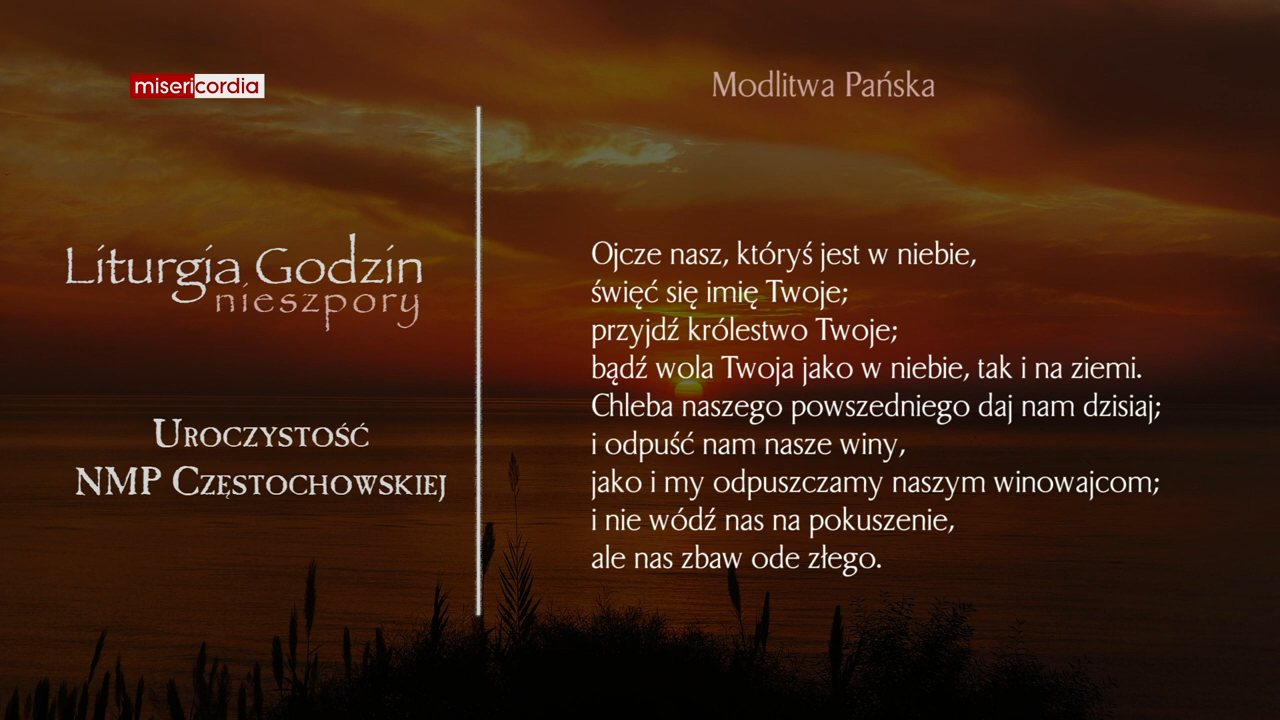 misericordia
Liturgia Godzin
nieszpory
Uroczystość
NMP Częstochowskiej
Modlitwa Pańska
Ojcze nasz, któryś jest w niebie,
święć się imię Twoje;
przyjdź królestwo Twoje;
bądź wola Twoja jako w niebie, tak i na ziemi.
Chleba naszego powszedniego daj nam dzisiaj;
i odpuść nam nasze winy,
jako i my odpuszczamy naszym winowajcom;
i nie wódź nas na pokuszenie,
ale nas zbaw ode złego.